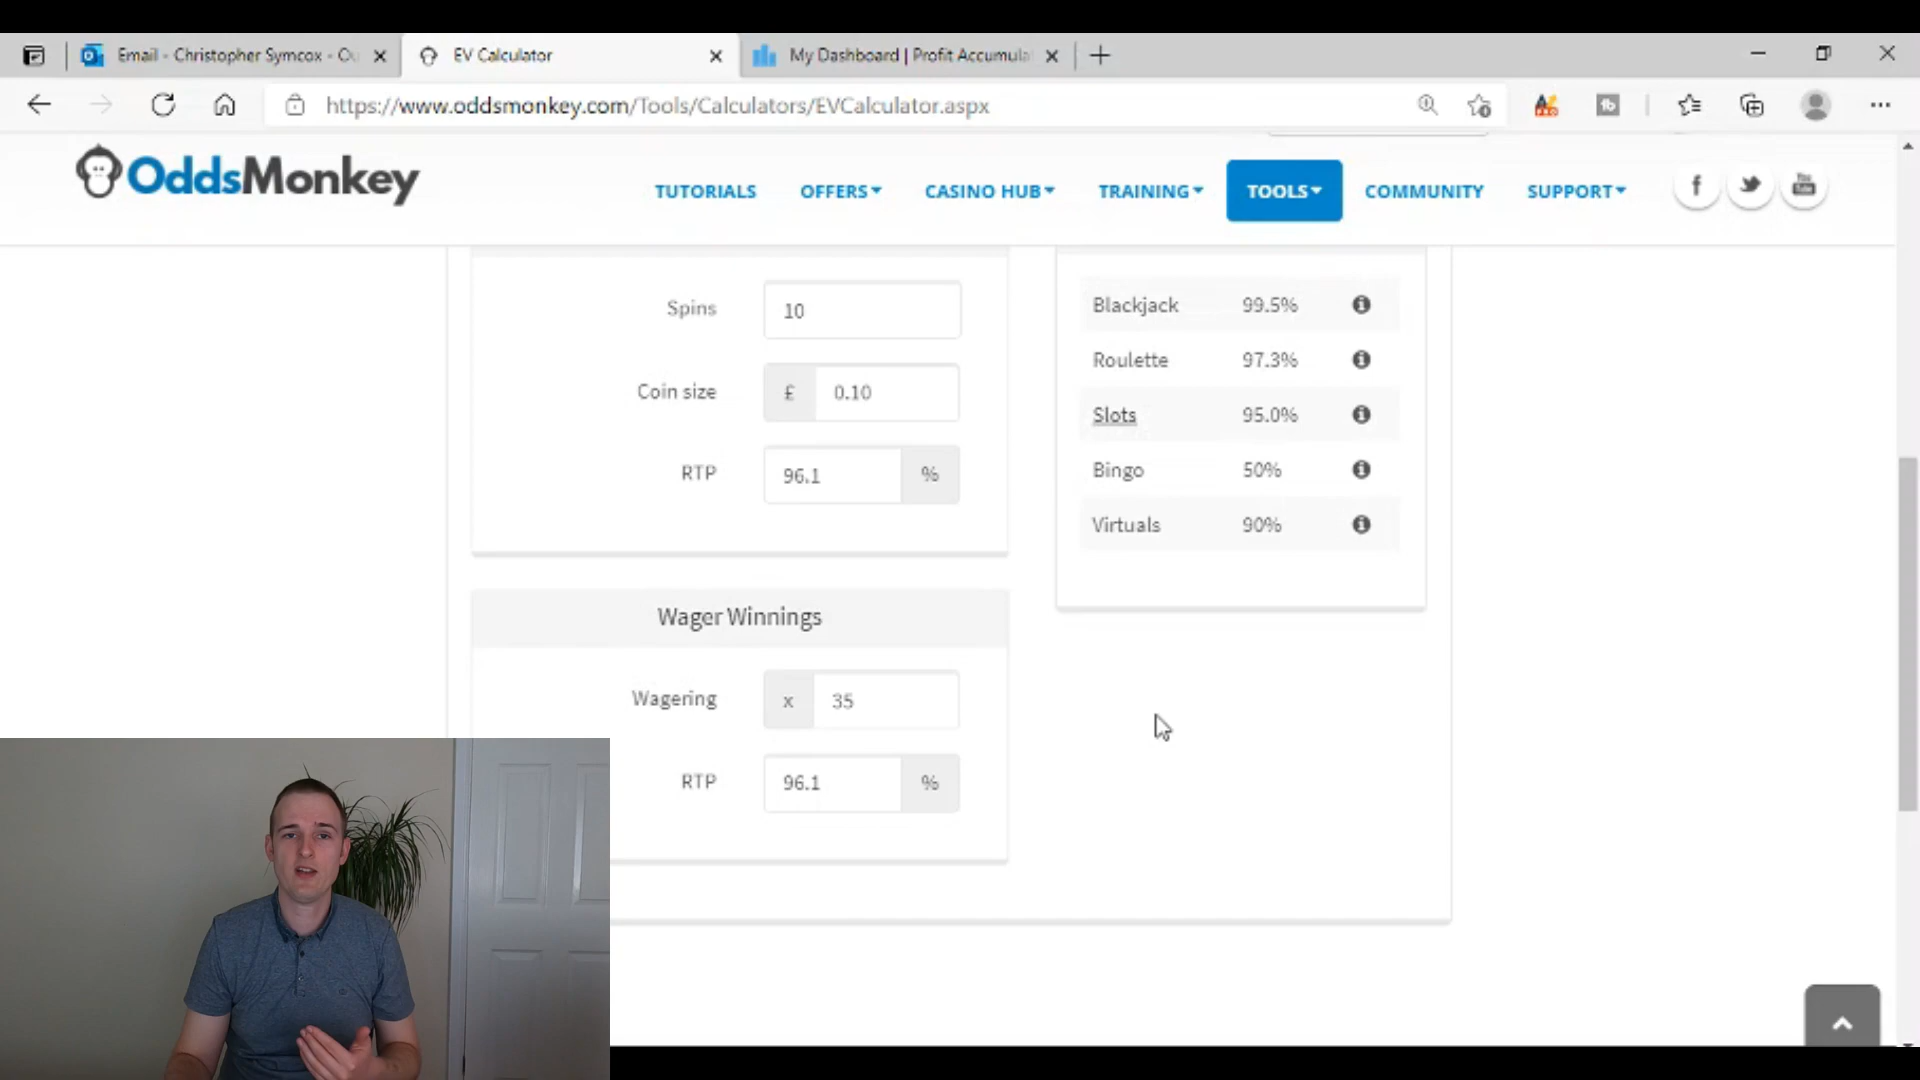 Email - Christopher Symcox - Ou
EV Calculator
My Dashboard | Profit Accumula
https://www.oddsmonkey.com/Tools/Calculators/EVCalculator.aspx
OddsMonkey
TUTORIALS
OFFERS
CASINO HUB
TRAINING
TOOLS
COMMUNITY
SUPPORT
Spins 10
Coin size £ 0.10
RTP 96.1 %
Blackjack 99.5%
Roulette 97.3%
Slots 95.0%
Bingo 50%
Virtuals 90%
Wager Winnings
Wagering x 35
RTP 96.1 %